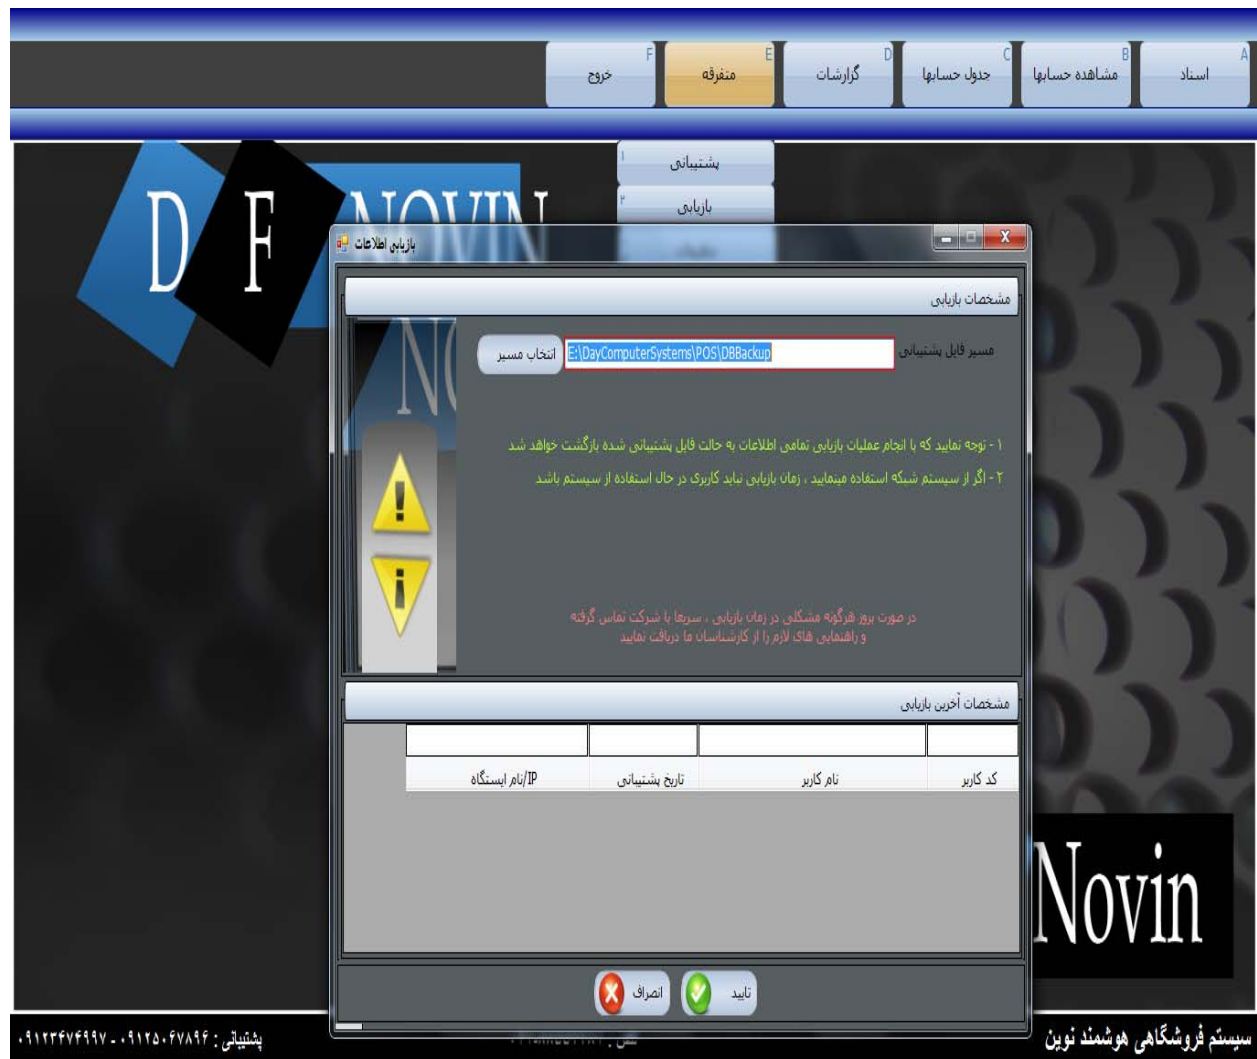 A اسناد
B مشاهده حسابها
C جدول حسابها
D گزارشات
E متفرقه
F خروج
۱ پشتیبانی
۲ بازیابی
D F NOVIN
بازیابی اطلاعات
مشخصات بازیابی
مسیر فایل پشتیبانی
E:\DayComputerSystems\POS\DBBackup
انتخاب مسیر
۱ - توجه نمایید که با انجام عملیات بازیابی تمامی اطلاعات به حالت فایل پشتیبانی شده بازگشت خواهد شد
۲ - اگر از سیستم شبکه استفاده مینمایید ، زمان بازیابی نباید کاربری در حال استفاده از سیستم باشد
در صورت بروز هرگونه مشکلی در زمان بازیابی ، سریعا با شرکت تماس گرفته
و راهنمایی های لازم را از کارشناسان ما دریافت نمایید
مشخصات آخرین بازیابی
کد کاربر
نام کاربر
تاریخ پشتیبانی
نام ایستگاه/IP
تایید
انصراف
Novin
سیستم فروشگاهی هوشمند نوین
پشتیبانی : ۰۹۱۲۵۰۶۷۸۹۶ - ۰۹۱۲۳۴۷۴۹۹۷